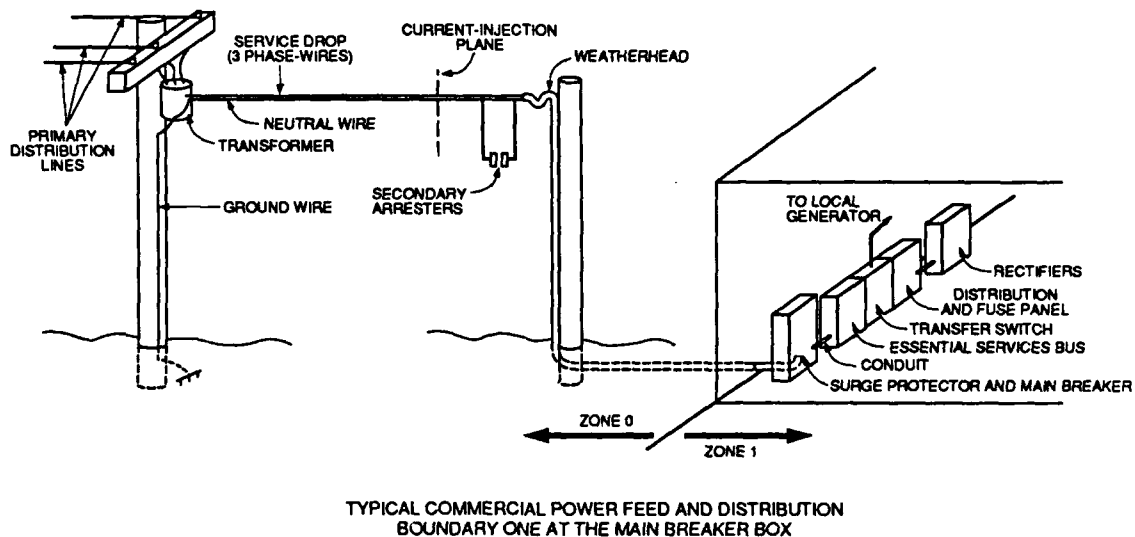 CURRENT-INJECTION
PLANE
SERVICE DROP
(3 PHASE-WIRES)
WEATHERHEAD
NEUTRAL WIRE
TRANSFORMER
PRIMARY
DISTRIBUTION
LINES
SECONDARY
ARRESTERS
GROUND WIRE
TO LOCAL
GENERATOR
RECTIFIERS
DISTRIBUTION
AND FUSE PANEL
TRANSFER SWITCH
ESSENTIAL SERVICES BUS
CONDUIT
SURGE PROTECTOR AND MAIN BREAKER
ZONE 0
ZONE 1
TYPICAL COMMERCIAL POWER FEED AND DISTRIBUTION
BOUNDARY ONE AT THE MAIN BREAKER BOX